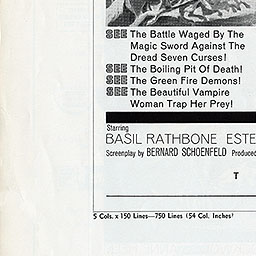 SEE The Battle Waged By The
Magic Sword Against The
Dread Seven Curses!
SEE The Boiling Pit Of Death!
SEE The Green Fire Demons!
SEE The Beautiful Vampire
Woman Trap Her Prey!
Starring
BASIL RATHBONE ESTE
Screenplay by BERNARD SCHOENFELD Produced
T
5 Cols. x 150 Lines—750 Lines (54 Col. Inches)